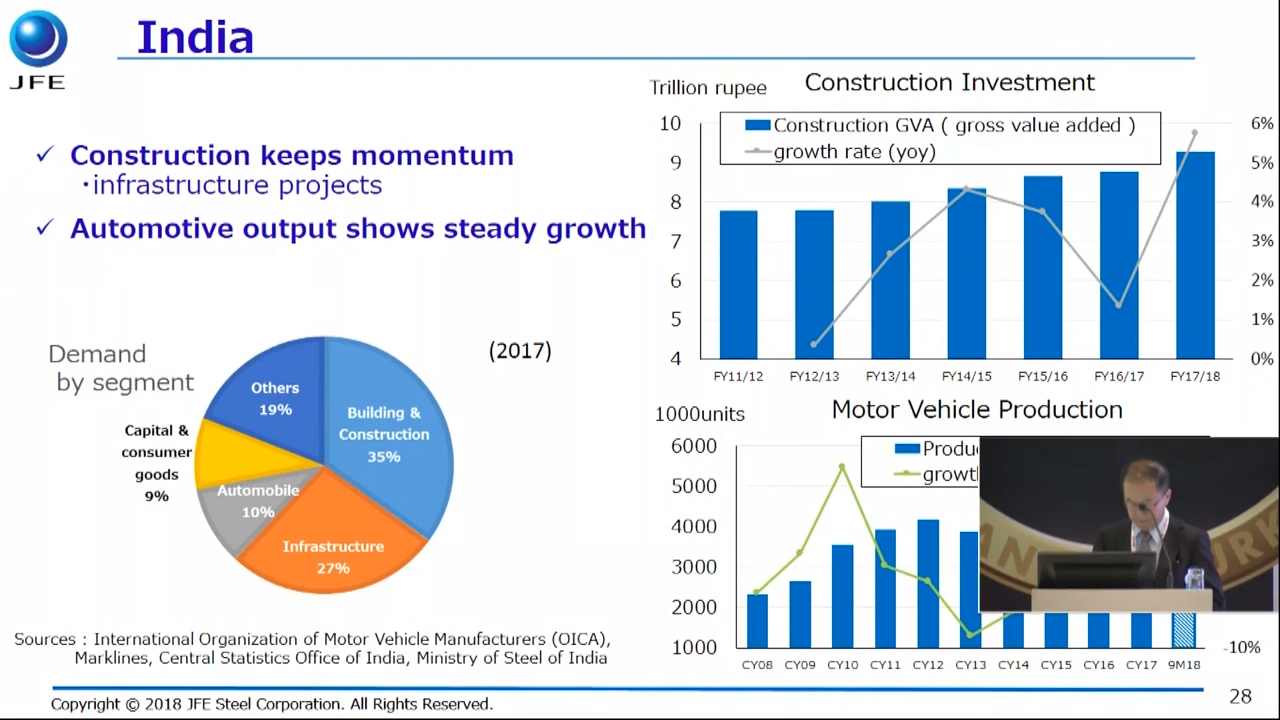 JFE
India
✓ Construction keeps momentum
・infrastructure projects
✓ Automotive output shows steady growth
Demand
by segment
(2017)
Others
19%
Building &
Construction
35%
Capital &
consumer
goods
9%
Automobile
10%
Infrastructure
27%
Trillion rupee
Construction Investment
Construction GVA ( gross value added )
growth rate (yoy)
10
9
8
7
6
5
4
6%
5%
4%
3%
2%
1%
0%
FY11/12 FY12/13 FY13/14 FY14/15 FY15/16 FY16/17 FY17/18
1000units
Motor Vehicle Production
6000
5000
4000
3000
2000
1000
-10%
CY08 CY09 CY10 CY11 CY12 CY13 CY14 CY15 CY16 CY17 9M18
Sources : International Organization of Motor Vehicle Manufacturers (OICA),
Marklines, Central Statistics Office of India, Ministry of Steel of India
Copyright © 2018 JFE Steel Corporation. All Rights Reserved.
28